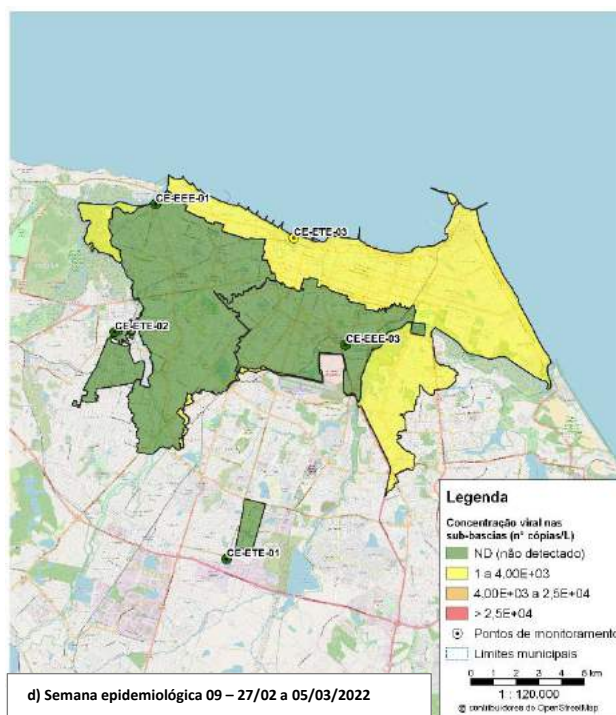 CE-EEE-01
CE-ETE-03
CE-ETE-02
CE-EEE-03
CE-ETE-01
Legenda
Concentração viral nas
sub-bascias (n° cópias/L)
ND (não detectado)
1 a 4,00E+03
4,00E+03 a 2,5E+04
> 2,5E+04
Pontos de monitoramento
Limites municipais
0 1 2 3 4 5 6 km
1 : 120.000
© contribuidores do OpenStreetMap
d) Semana epidemiológica 09 – 27/02 a 05/03/2022